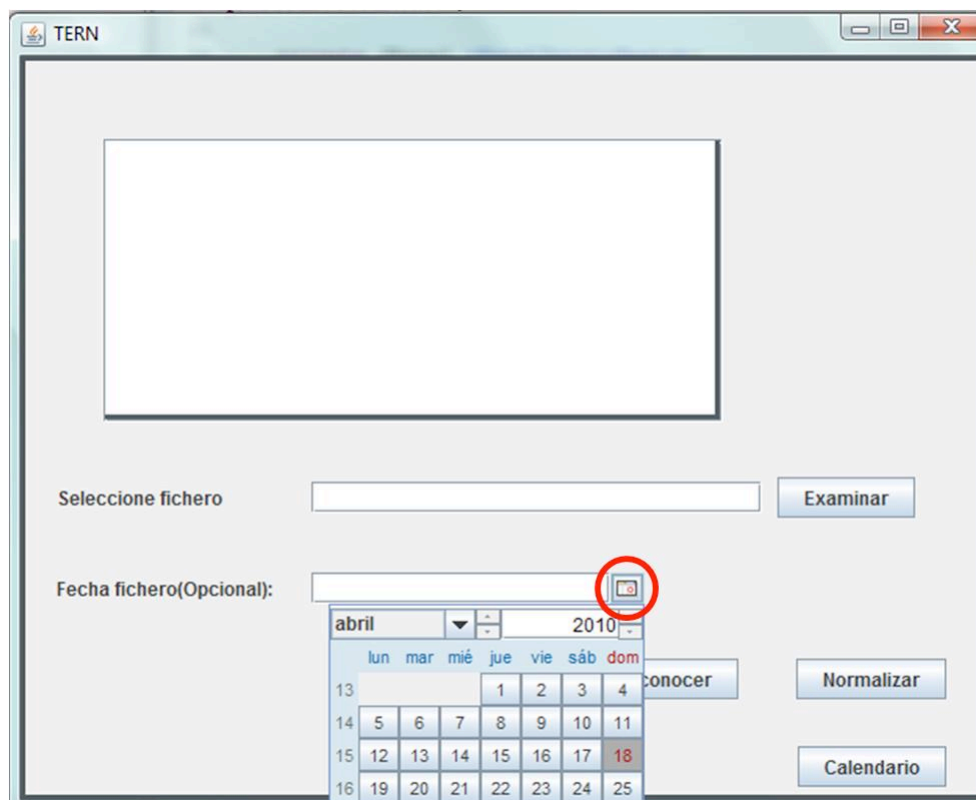 TERN
Seleccione fichero
Examinar
Fecha fichero(Opcional):
abril 2010
lun mar mié jue vie sáb dom
13 1 2 3 4
14 5 6 7 8 9 10 11
15 12 13 14 15 16 17 18
16 19 20 21 22 23 24 25
conocer
Normalizar
Calendario